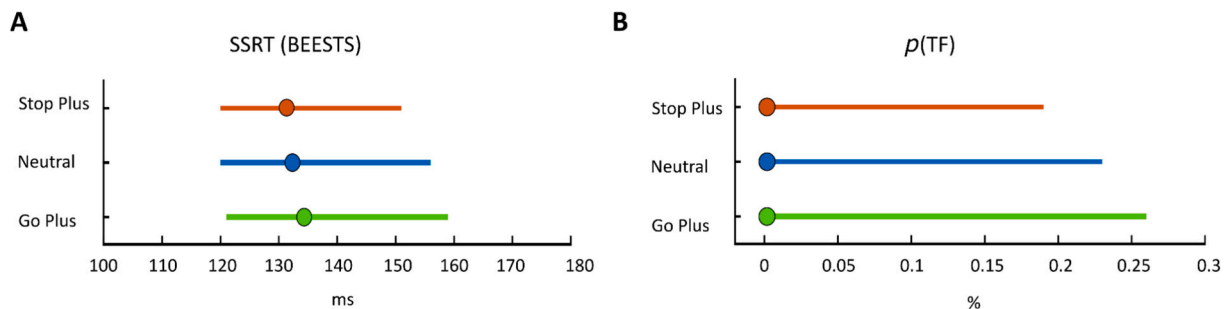 A
SSRT (BEESTS)
Stop Plus
Neutral
Go Plus
100 110 120 130 140 150 160 170 180
ms
B
p(TF)
Stop Plus
Neutral
Go Plus
0 0.05 0.1 0.15 0.2 0.25 0.3
%